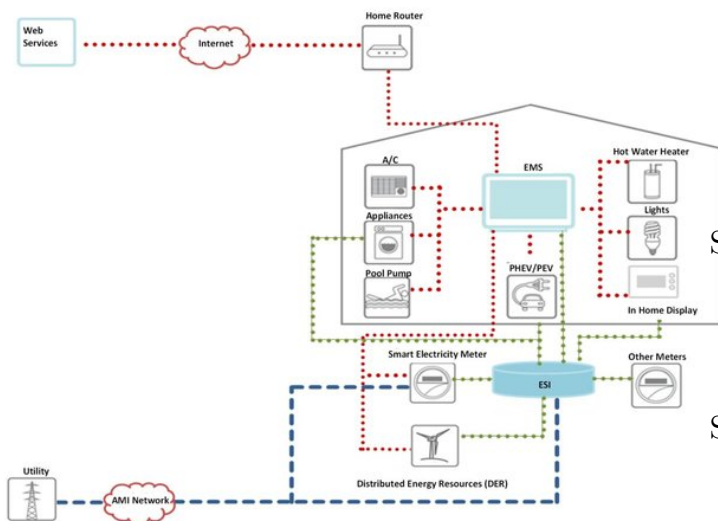 Home Router
Web
Services
Internet
A/C
EMS
Hot Water Heater
Appliances
Lights
S
Pool Pump
PHEV/PEV
In Home Display
Smart Electricity Meter
ESI
Other Meters
S
Utility
AMI Network
Distributed Energy Resources (DER)